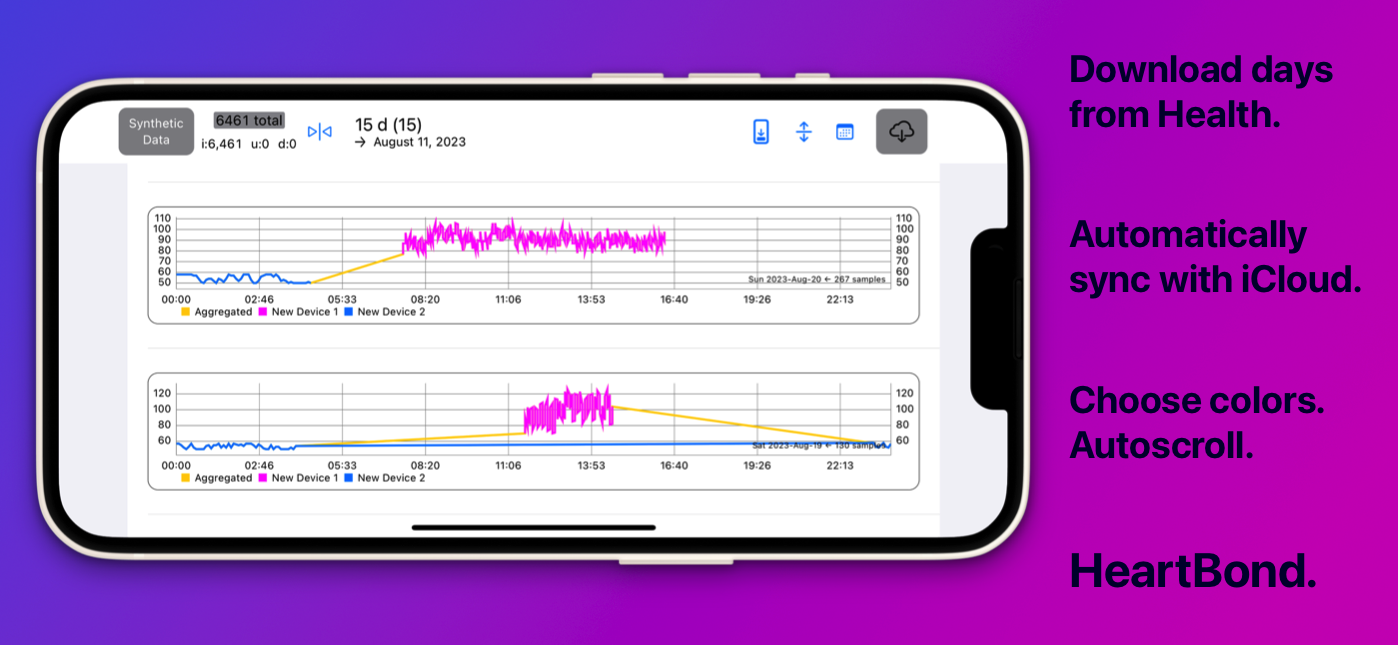 Synthetic
Data
6461 total
i:6,461 u:0 d:0
15 d (15)
→ August 11, 2023
110 110
100 100
90 90
80 80
70 70
60 60
50 50
Sun 2023-Aug-20 ← 267 samples
00:00 02:46 05:33 08:20 11:06 13:53 16:40 19:26 22:13
Aggregated New Device 1 New Device 2
120 120
100 100
80 80
60 60
Sat 2023-Aug-19 ← 130 samples
00:00 02:46 05:33 08:20 11:06 13:53 16:40 19:26 22:13
Aggregated New Device 1 New Device 2
Download days
from Health.
Automatically
sync with iCloud.
Choose colors.
Autoscroll.
HeartBond.